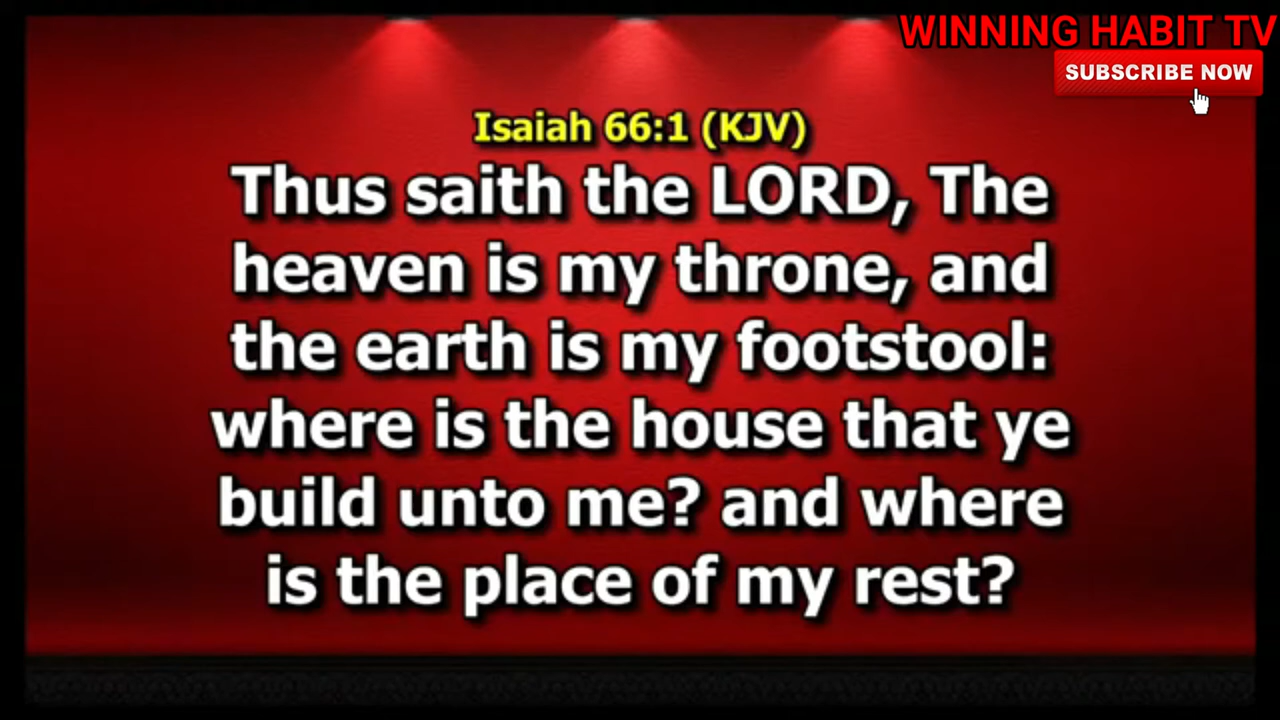 WINNING HABIT TV
SUBSCRIBE NOW
Isaiah 66:1 (KJV)
Thus saith the LORD, The
heaven is my throne, and
the earth is my footstool:
where is the house that ye
build unto me? and where
is the place of my rest?